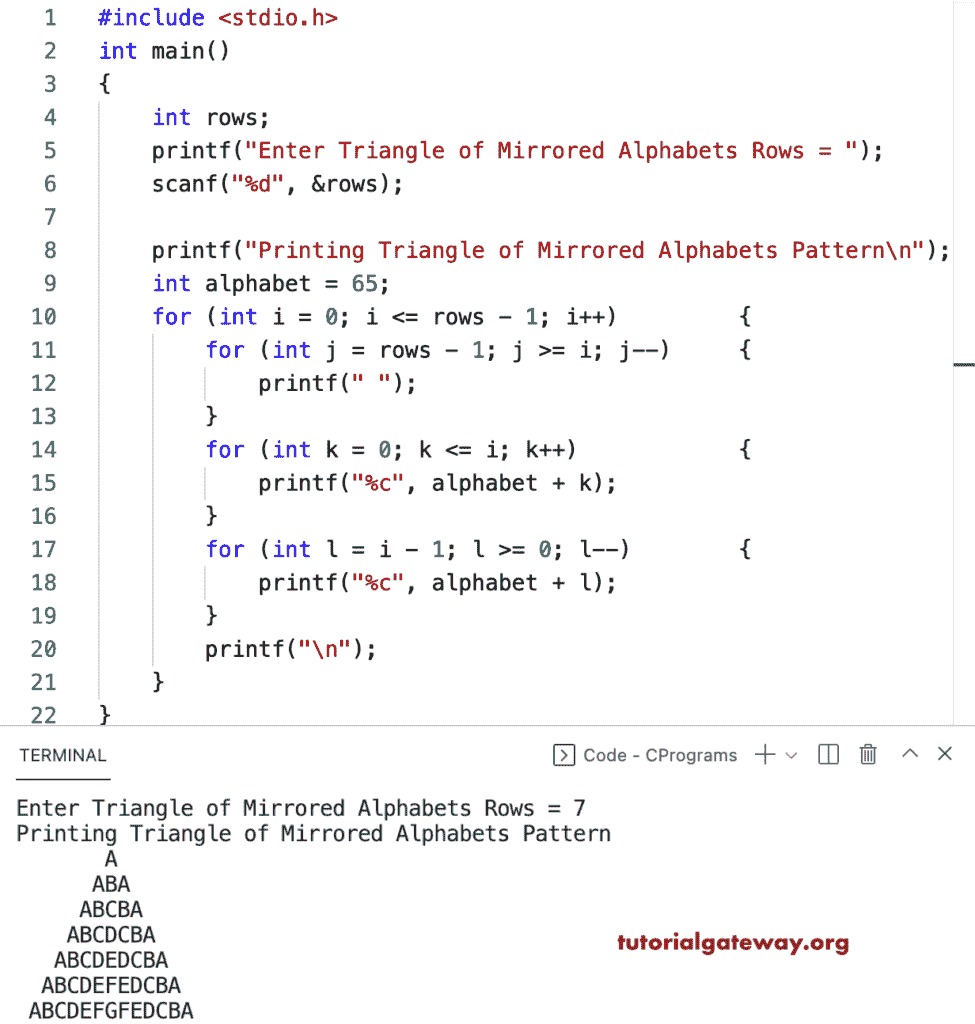 1 #include <stdio.h>
2 int main()
3 {
4     int rows;
5     printf("Enter Triangle of Mirrored Alphabets Rows = ");
6     scanf("%d", &rows);
7
8     printf("Printing Triangle of Mirrored Alphabets Pattern\n");
9     int alphabet = 65;
10     for (int i = 0; i <= rows - 1; i++)         {
11         for (int j = rows - 1; j >= i; j--)     {
12             printf(" ");
13         }
14         for (int k = 0; k <= i; k++)            {
15             printf("%c", alphabet + k);
16         }
17         for (int l = i - 1; l >= 0; l--)        {
18             printf("%c", alphabet + l);
19         }
20         printf("\n");
21     }
22 }
TERMINAL Code - CPrograms
Enter Triangle of Mirrored Alphabets Rows = 7
Printing Triangle of Mirrored Alphabets Pattern
       A
      ABA
     ABCBA
    ABCDCBA
   ABCDEDCBA
  ABCDEFEDCBA
 ABCDEFGFEDCBA
tutorialgateway.org